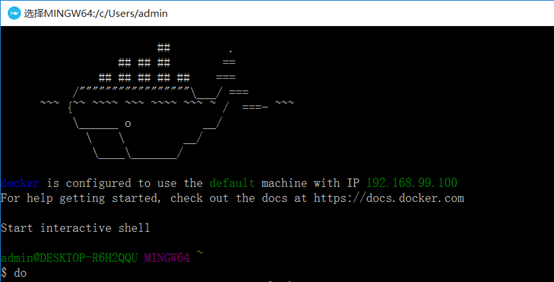 选择MINGW64:/c/Users/admin
                        ##         .
                  ## ## ##        ==
               ## ## ## ## ##    ===
           /"""""""""""""""""\___/ ===
      ~~~ {~~ ~~~~ ~~~ ~~~~ ~~~ ~ /  ===- ~~~
           \______ o           __/
             \    \         __/
              \____\_______/
docker is configured to use the default machine with IP 192.168.99.100
For help getting started, check out the docs at https://docs.docker.com
Start interactive shell
admin@DESKTOP-R6H2QQU MINGW64 ~
$ do